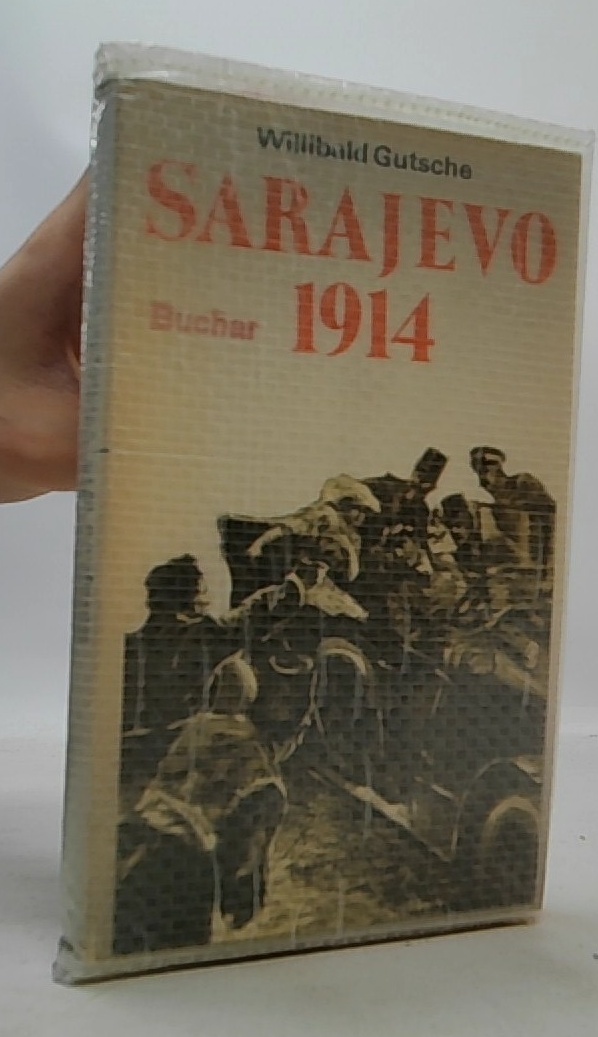 Willibald Gutsche
SARAJEVO
1914
Buchar